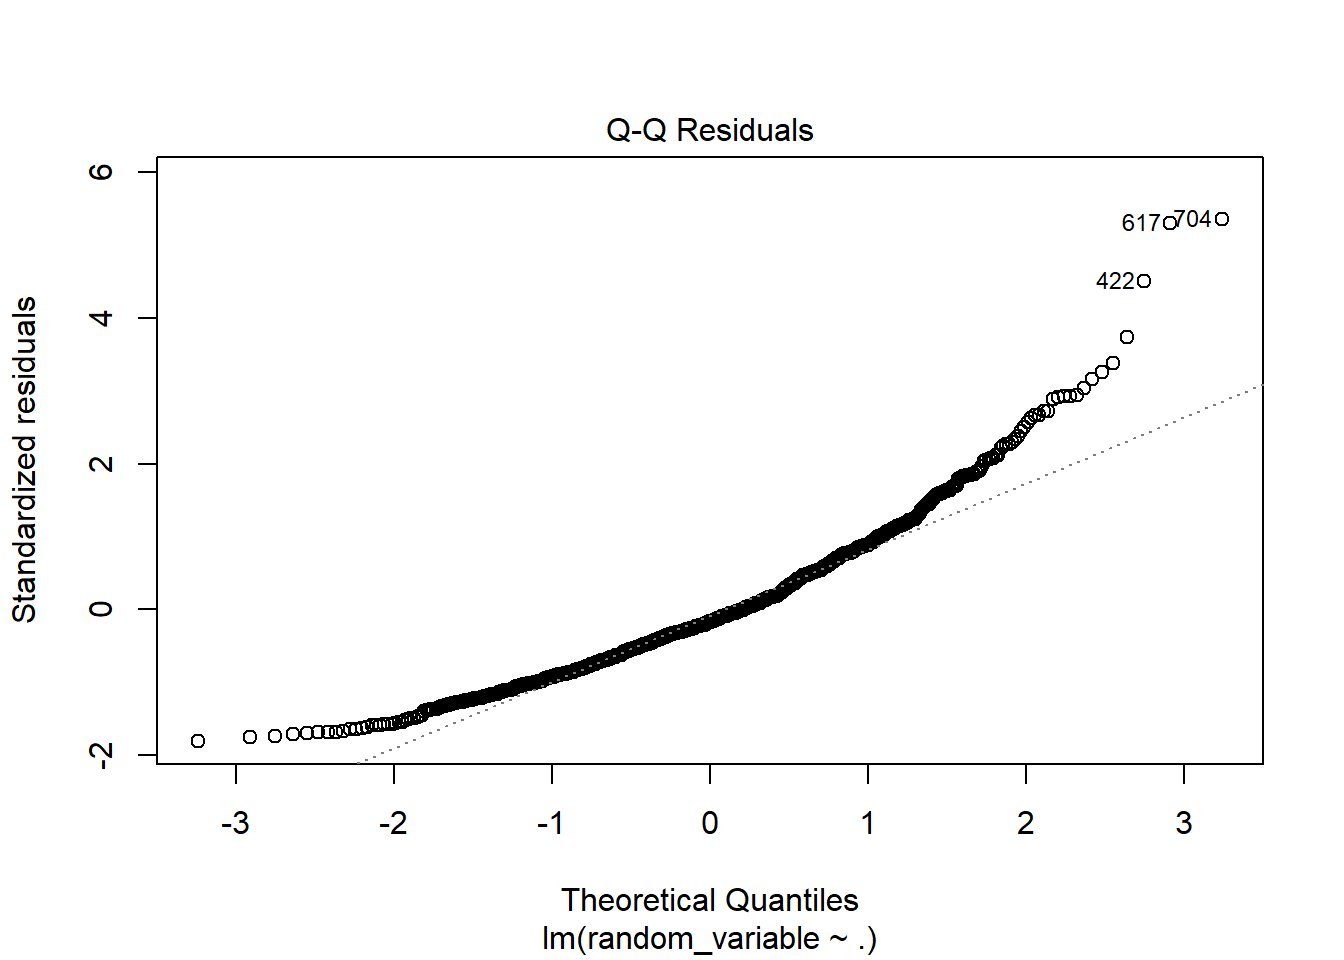 Q-Q Residuals
6
4
2
0
-2
Standardized residuals
617
704
422
-3 -2 -1 0 1 2 3
Theoretical Quantiles
lm(random_variable ~ .)